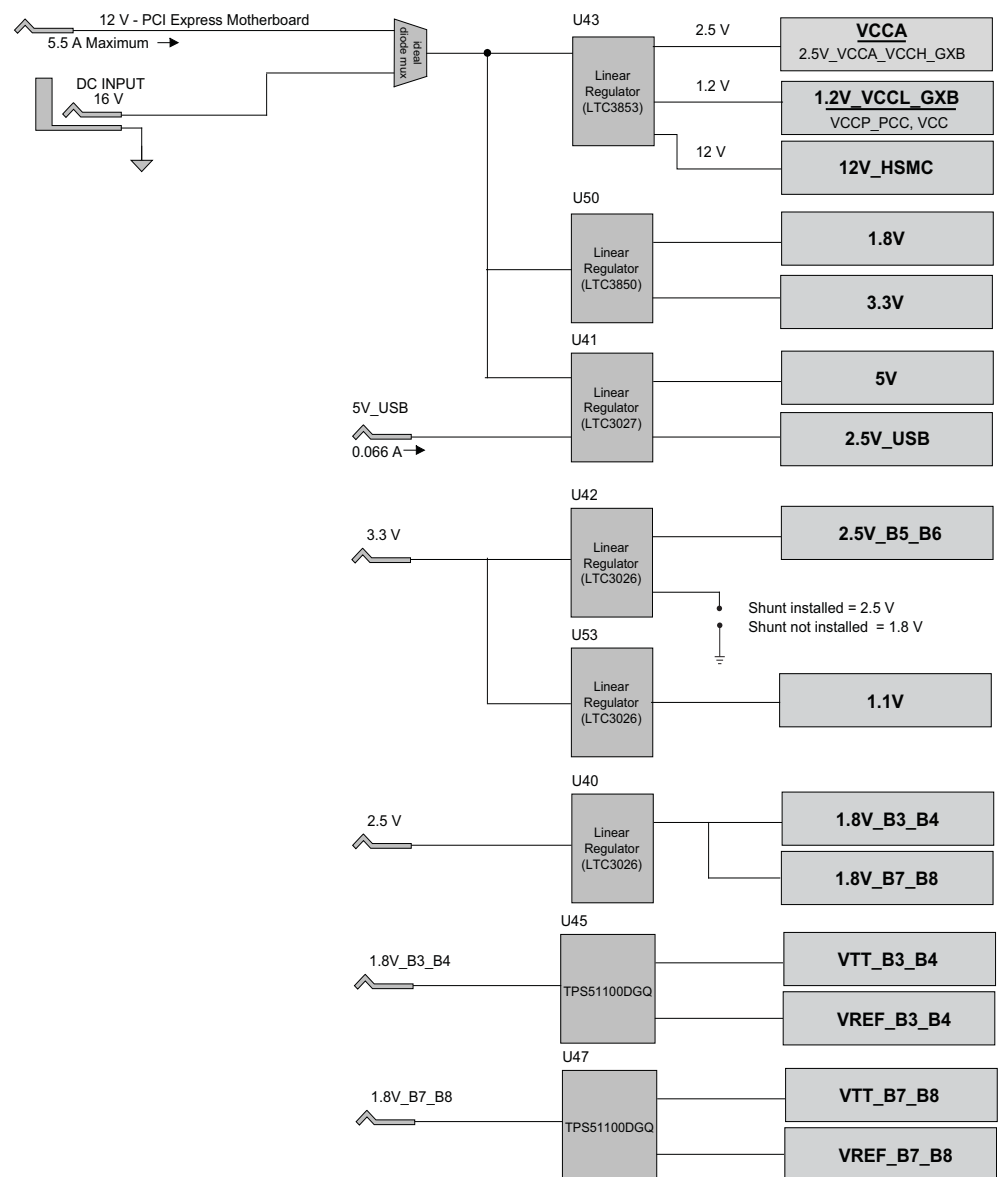 12 V - PCI Express Motherboard
5.5 A Maximum
DC INPUT
16 V
ideal
diode mux
U43
Linear
Regulator
(LTC3853)
2.5 V
VCCA
2.5V_VCCA_VCCH_GXB
1.2 V
1.2V_VCCL_GXB
VCCP_PCC, VCC
12 V
12V_HSMC
U50
Linear
Regulator
(LTC3850)
1.8V
3.3V
U41
Linear
Regulator
(LTC3027)
5V
5V_USB
0.066 A
2.5V_USB
U42
3.3 V
Linear
Regulator
(LTC3026)
2.5V_B5_B6
Shunt installed = 2.5 V
Shunt not installed = 1.8 V
U53
Linear
Regulator
(LTC3026)
1.1V
U40
2.5 V
Linear
Regulator
(LTC3026)
1.8V_B3_B4
1.8V_B7_B8
U45
1.8V_B3_B4
TPS51100DGQ
VTT_B3_B4
VREF_B3_B4
U47
1.8V_B7_B8
TPS51100DGQ
VTT_B7_B8
VREF_B7_B8